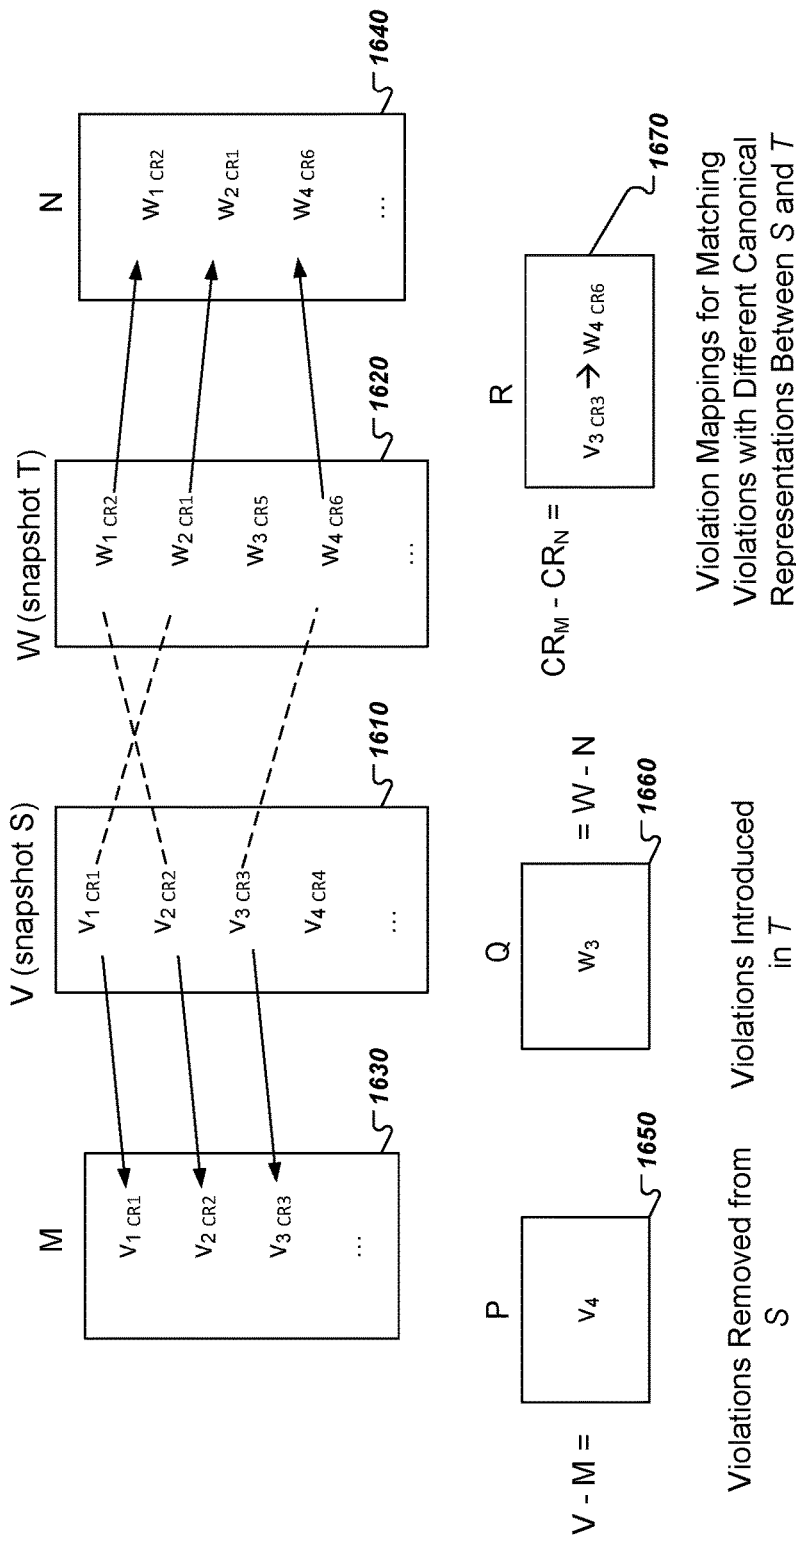 M
V₁ CR1
V₂ CR2
V₃ CR3
...
1630
V (snapshot S)
V₁ CR1
V₂ CR2
V₃ CR3
V₄ CR4
...
1610
W (snapshot T)
W₁ CR2
W₂ CR1
W₃ CR5
W₄ CR6
...
1620
N
W₁ CR2
W₂ CR1
W₄ CR6
...
1640
V - M =
P
V₄
1650
Violations Removed from
S
Q
W₃
= W - N
1660
Violations Introduced
in T
CR_M - CR_N =
R
V₃ CR3 → W₄ CR6
1670
Violation Mappings for Matching
Violations with Different Canonical
Representations Between S and T